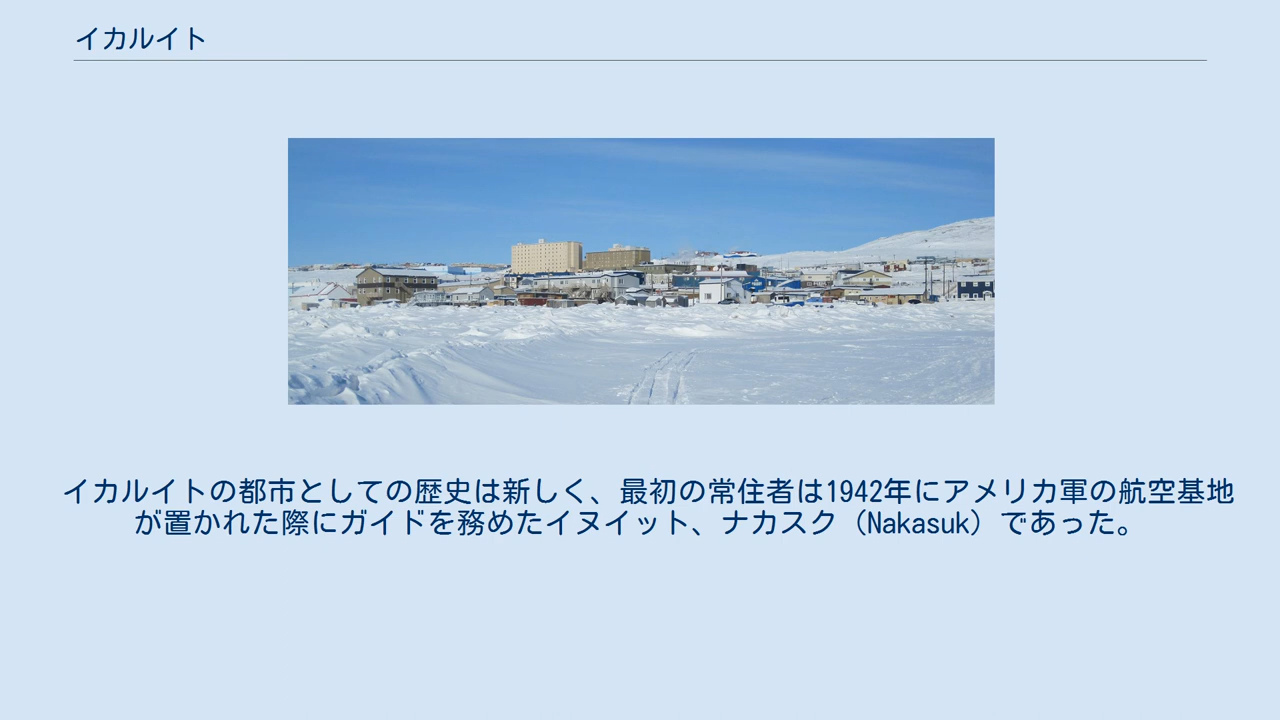 イカルイト
イカルイトの都市としての歴史は新しく、最初の常住者は1942年にアメリカ軍の航空基地
が置かれた際にガイドを務めたイヌイット、ナカスク（Nakasuk）であった。